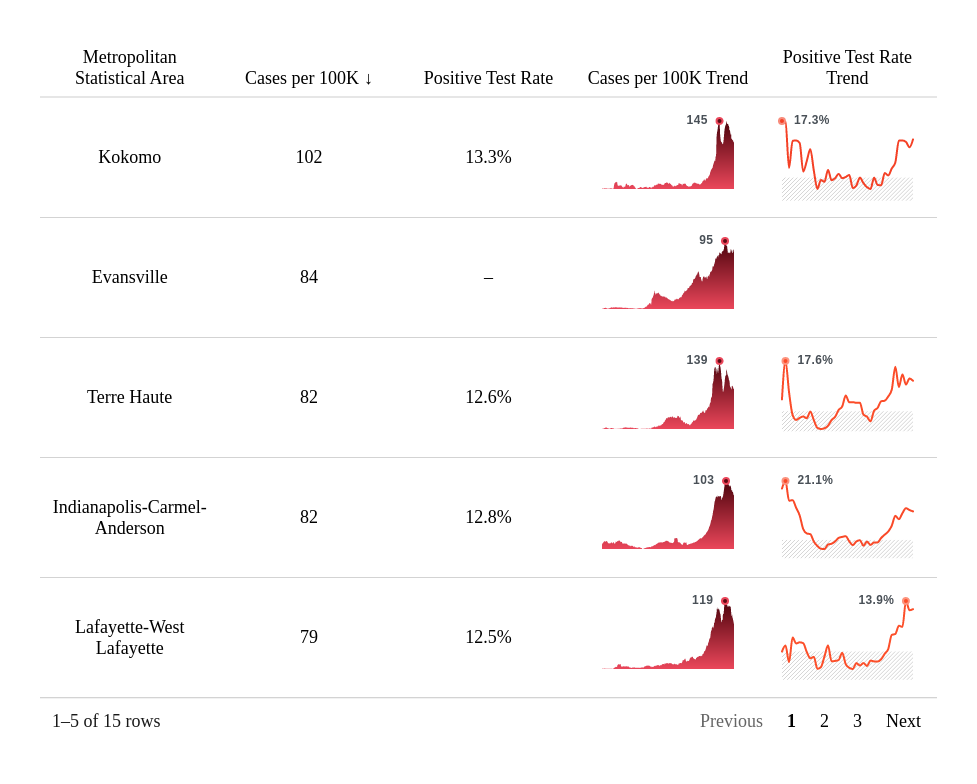 Metropolitan
Statistical Area
Cases per 100K ↓
Positive Test Rate
Cases per 100K Trend
Positive Test Rate
Trend
Kokomo
102
13.3%
145
17.3%
Evansville
84
–
95
Terre Haute
82
12.6%
139
17.6%
Indianapolis-Carmel-
Anderson
82
12.8%
103
21.1%
Lafayette-West
Lafayette
79
12.5%
119
13.9%
1–5 of 15 rows
Previous 1 2 3 Next